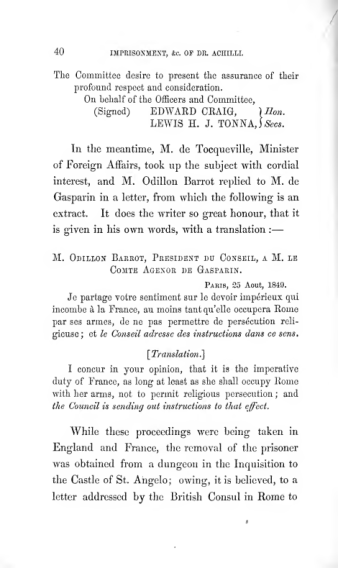 40 IMPRISONMENT, &c. OF DR. ACHILLI.
The Committee desire to present the assurance of their
profound respect and consideration.
On behalf of the Officers and Committee,
(Signed) EDWARD CRAIG, } Hon.
LEWIS H. J. TONNA, } Secs.
In the meantime, M. de Tocqueville, Minister
of Foreign Affairs, took up the subject with cordial
interest, and M. Odillon Barrot replied to M. de
Gasparin in a letter, from which the following is an
extract. It does the writer so great honour, that it
is given in his own words, with a translation :—
M. Odillon Barrot, President du Conseil, a M. le
Comte Agenor de Gasparin.
Paris, 25 Aout, 1849.
Je partage votre sentiment sur le devoir impérieux qui
incombe à la France, au moins tant qu'elle occupera Rome
par ses armes, de ne pas permettre de persécution reli-
gieuse ; et le Conseil adresse des instructions dans ce sens.
[Translation.]
I concur in your opinion, that it is the imperative
duty of France, as long at least as she shall occupy Rome
with her arms, not to permit religious persecution ; and
the Council is sending out instructions to that effect.
While these proceedings were being taken in
England and France, the removal of the prisoner
was obtained from a dungeon in the Inquisition to
the Castle of St. Angelo; owing, it is believed, to a
letter addressed by the British Consul in Rome to